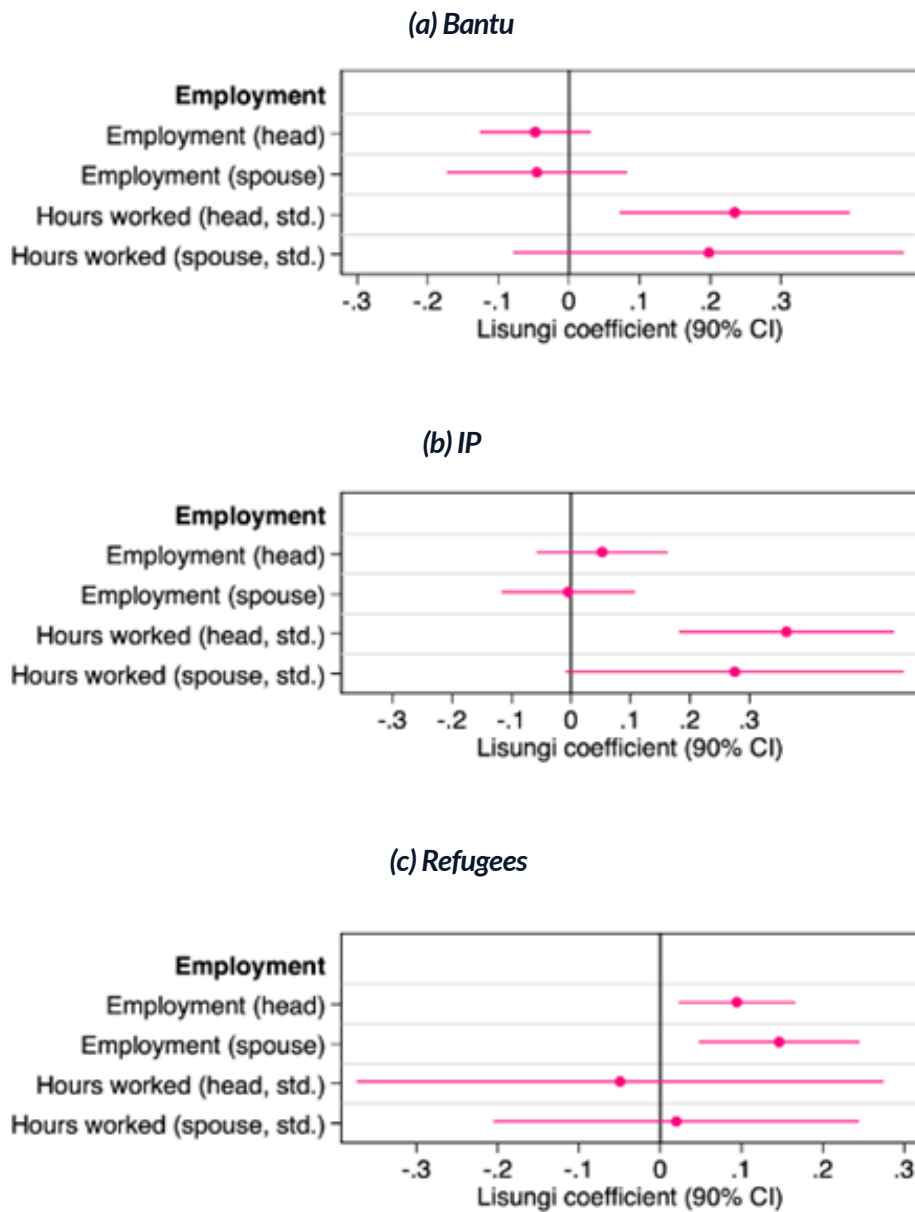 (a) Bantu
Employment
Employment (head)
Employment (spouse)
Hours worked (head, std.)
Hours worked (spouse, std.)
-.3 -.2 -.1 0 .1 .2 .3
Lisungi coefficient (90% CI)
(b) IP
Employment
Employment (head)
Employment (spouse)
Hours worked (head, std.)
Hours worked (spouse, std.)
-.3 -.2 -.1 0 .1 .2 .3
Lisungi coefficient (90% CI)
(c) Refugees
Employment
Employment (head)
Employment (spouse)
Hours worked (head, std.)
Hours worked (spouse, std.)
-.3 -.2 -.1 0 .1 .2 .3
Lisungi coefficient (90% CI)